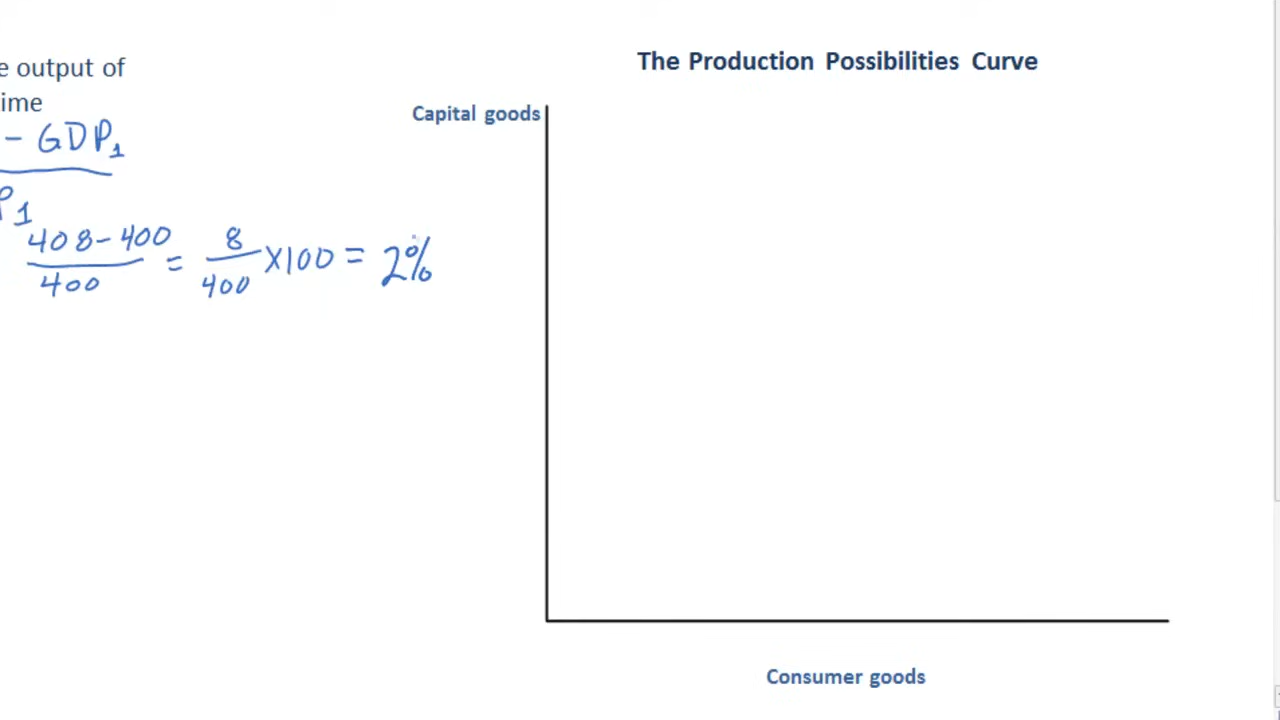 e output of
ime
- GDP₁
P₁
408-400 / 400 = 8 / 400 X100 = 2%
The Production Possibilities Curve
Capital goods
Consumer goods